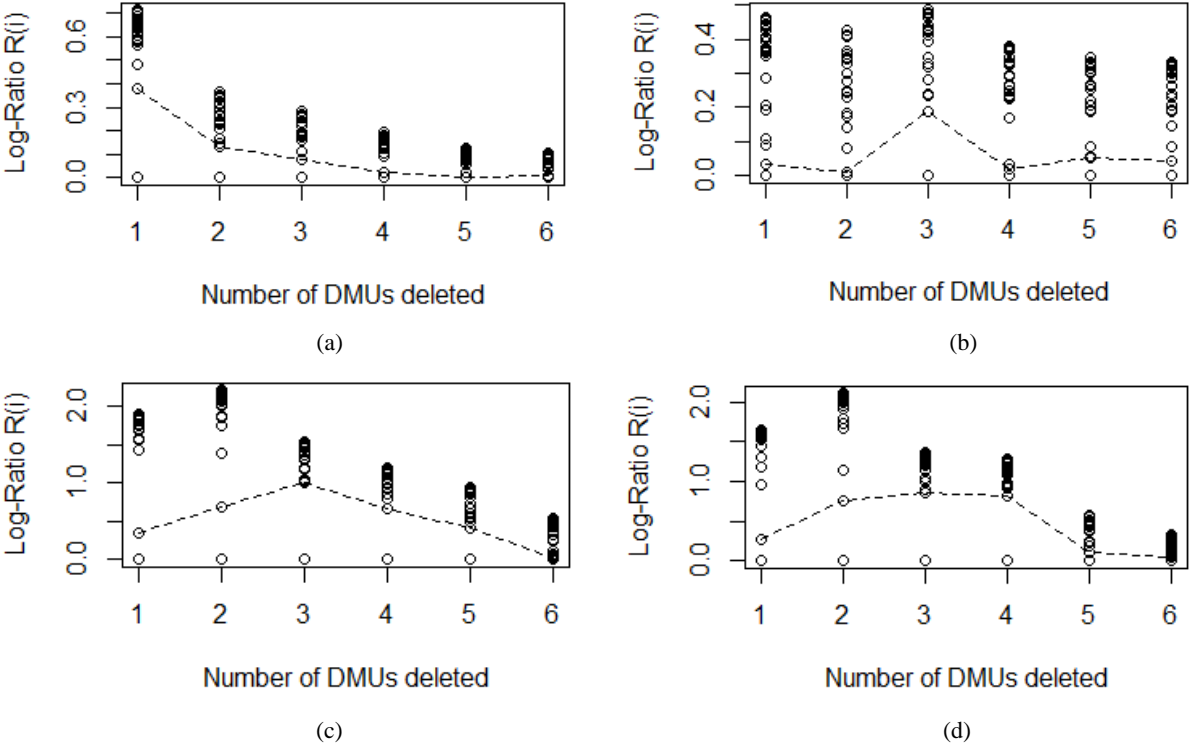 Log-Ratio R(i)
0.6
0.3
0.0
1 2 3 4 5 6
Number of DMUs deleted
(a)
Log-Ratio R(i)
0.4
0.2
0.0
1 2 3 4 5 6
Number of DMUs deleted
(b)
Log-Ratio R(i)
2.0
1.0
0.0
1 2 3 4 5 6
Number of DMUs deleted
(c)
Log-Ratio R(i)
2.0
1.0
0.0
1 2 3 4 5 6
Number of DMUs deleted
(d)